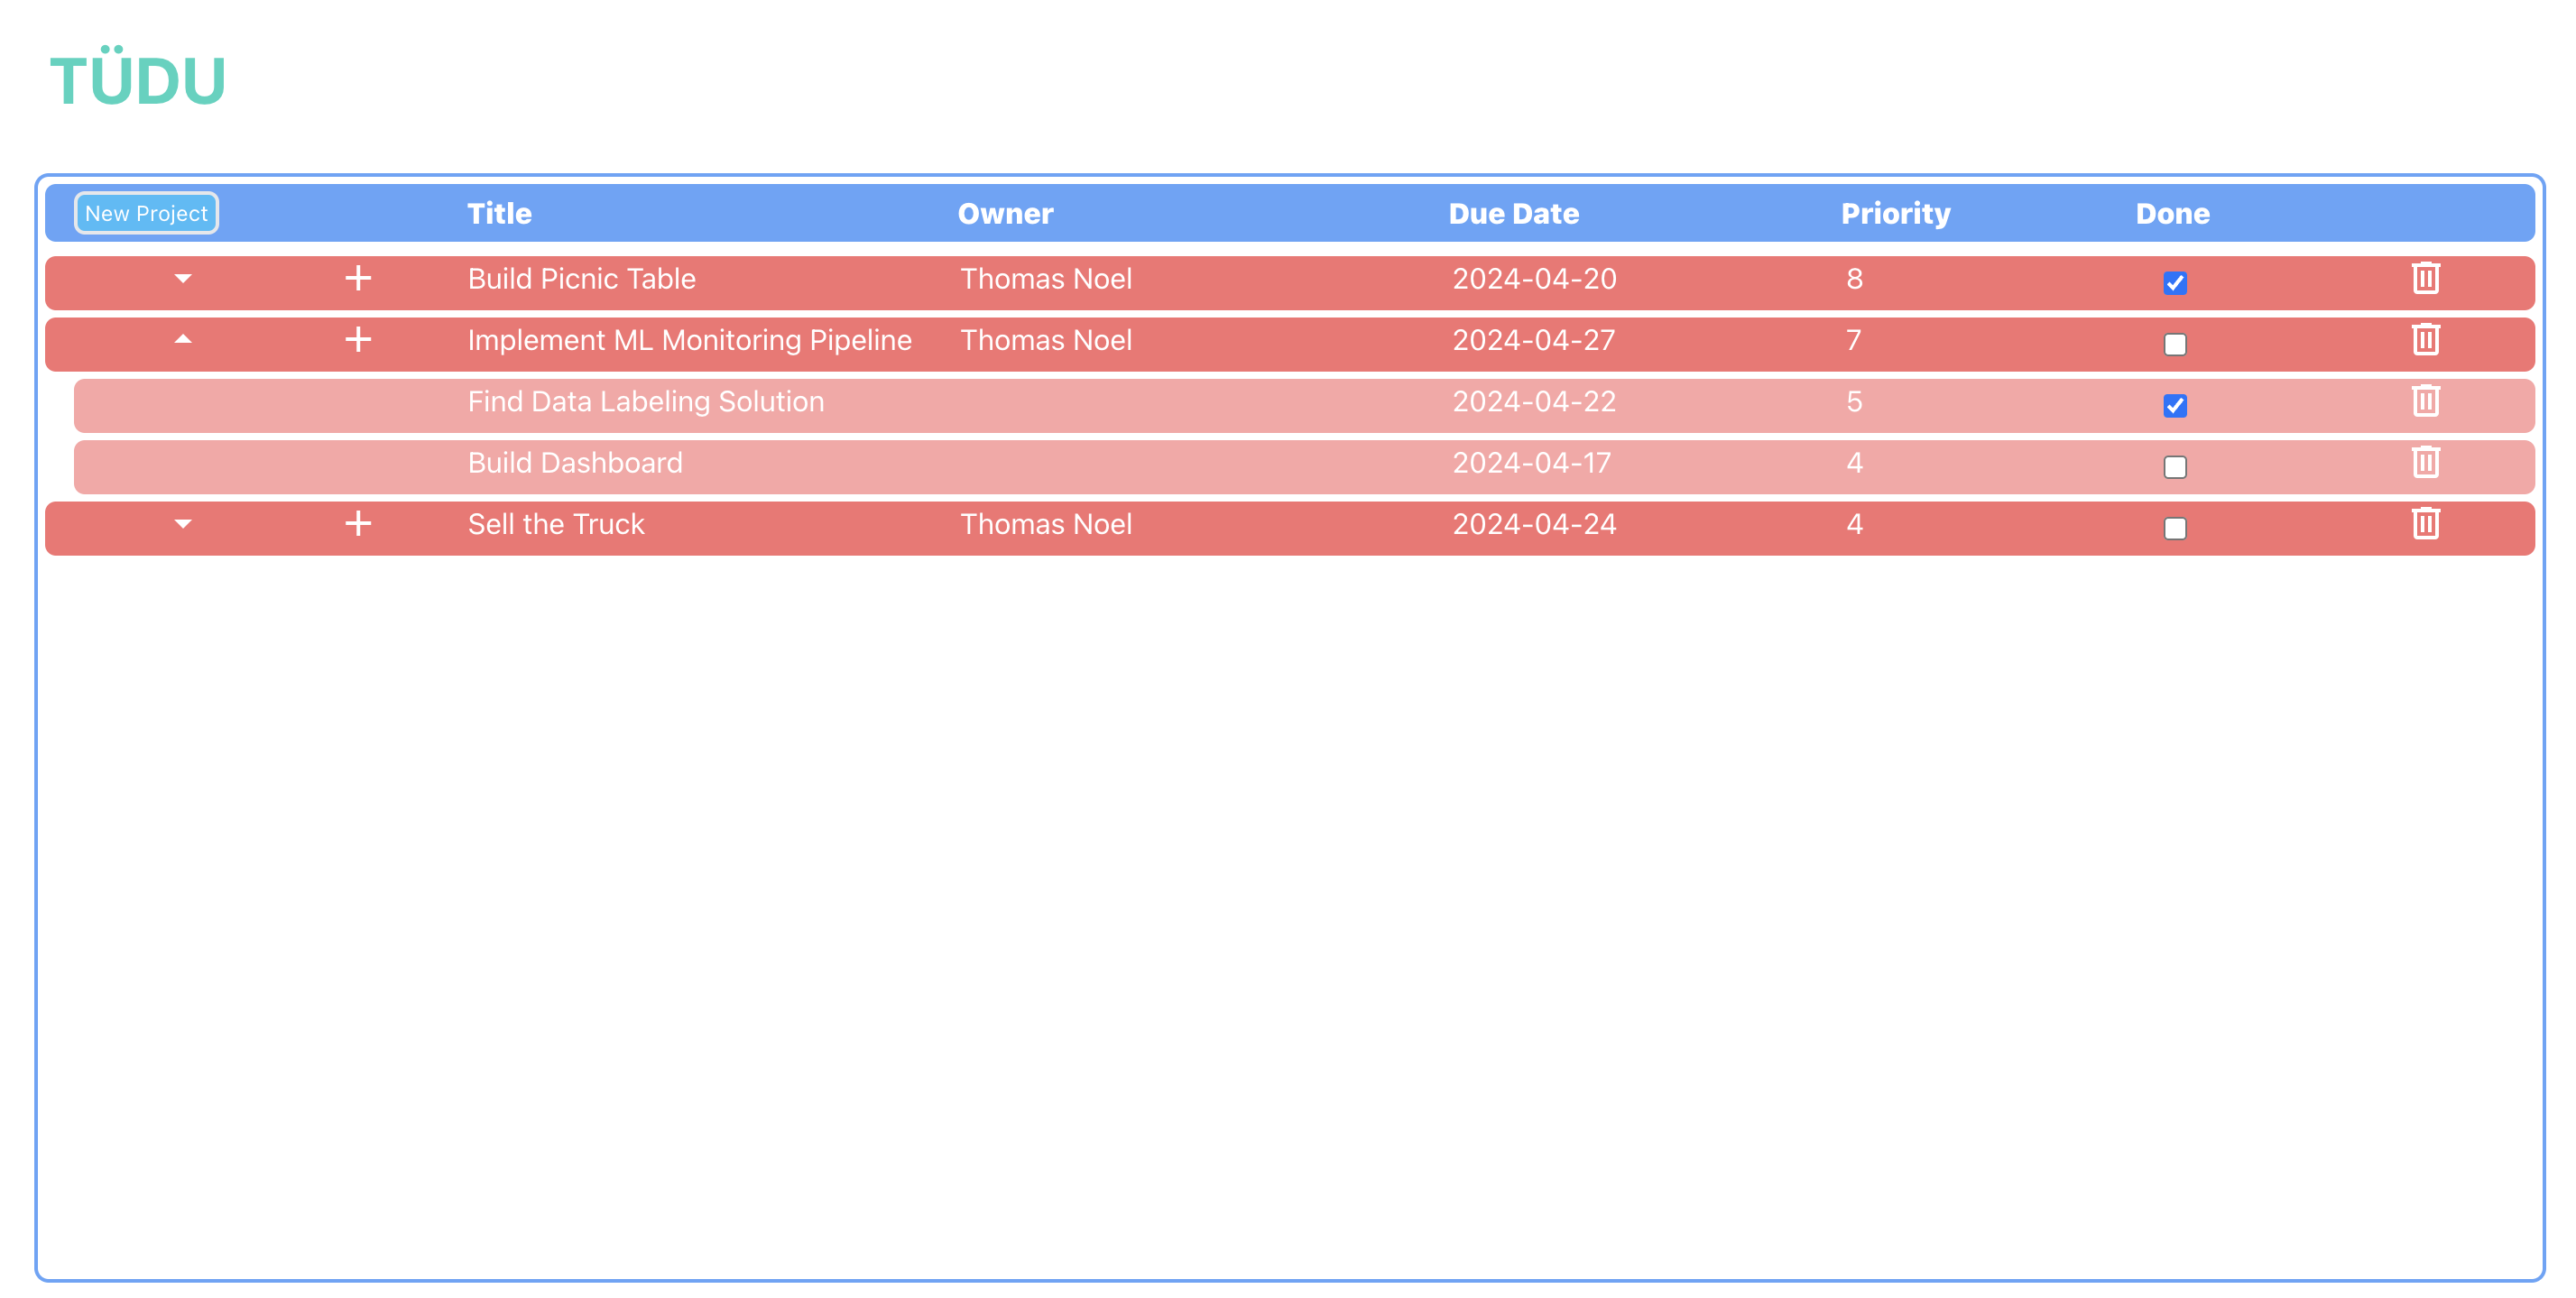 TÜDU
New Project Title Owner Due Date Priority Done
Build Picnic Table Thomas Noel 2024-04-20 8
Implement ML Monitoring Pipeline Thomas Noel 2024-04-27 7
Find Data Labeling Solution 2024-04-22 5
Build Dashboard 2024-04-17 4
Sell the Truck Thomas Noel 2024-04-24 4